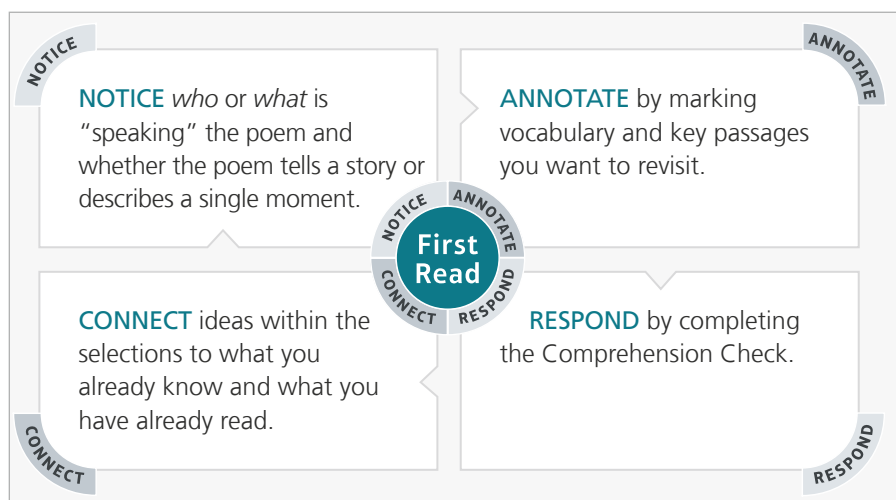 NOTICE
NOTICE who or what is
“speaking” the poem and
whether the poem tells a story or
describes a single moment.
ANNOTATE
ANNOTATE by marking
vocabulary and key passages
you want to revisit.
NOTICE
ANNOTATE
First
Read
CONNECT
RESPOND
CONNECT ideas within the
selections to what you
already know and what you
have already read.
CONNECT
RESPOND by completing
the Comprehension Check.
RESPOND